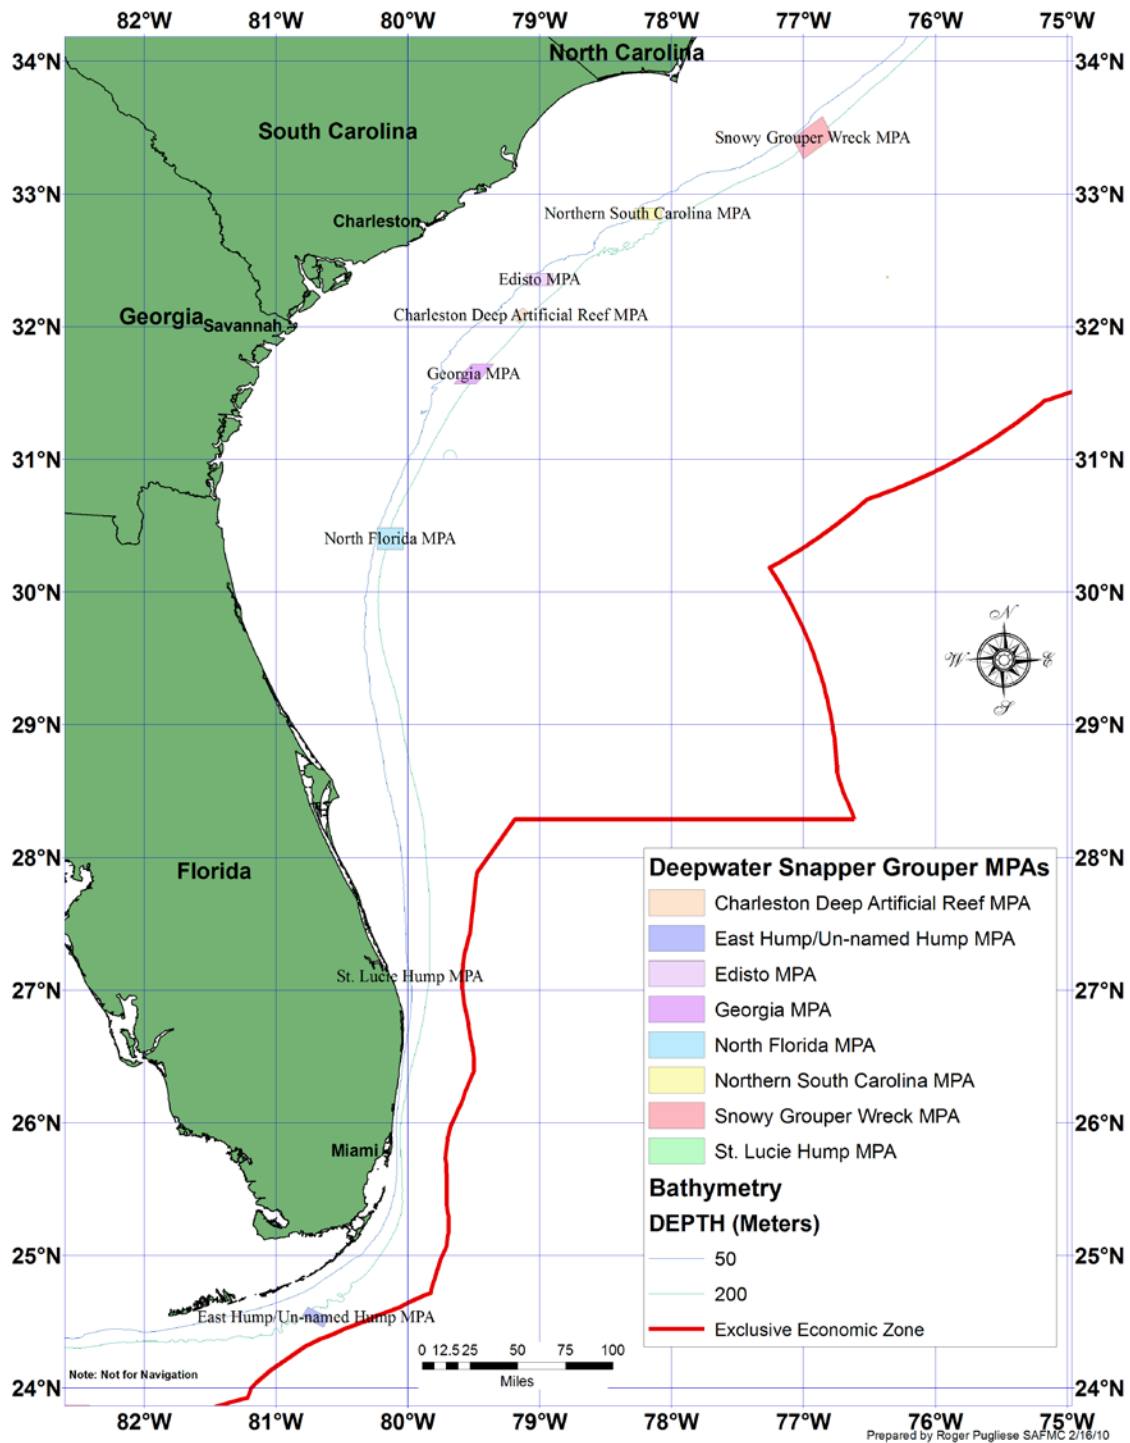 82°W 81°W 80°W 79°W 78°W 77°W 76°W 75°W
34°N North Carolina 34°N
South Carolina
Snowy Grouper Wreck MPA
33°N 33°N
Northern South Carolina MPA
Charleston
Edisto MPA
Georgia Charleston Deep Artificial Reef MPA
Savannah
32°N 32°N
Georgia MPA
31°N 31°N
North Florida MPA
30°N 30°N
N
W E
S
29°N 29°N
28°N 28°N
Florida
Deepwater Snapper Grouper MPAs
Charleston Deep Artificial Reef MPA
East Hump/Un-named Hump MPA
Edisto MPA
Georgia MPA
North Florida MPA
Northern South Carolina MPA
Snowy Grouper Wreck MPA
St. Lucie Hump MPA
Bathymetry
DEPTH (Meters)
50
200
Exclusive Economic Zone
St. Lucie Hump MPA
27°N 27°N
26°N 26°N
Miami
25°N 25°N
East Hump/Un-named Hump MPA
0 12.5 25 50 75 100
Miles
Note: Not for Navigation
24°N 24°N
82°W 81°W 80°W 79°W 78°W 77°W 76°W 75°W
Prepared by Roger Pugliese SAFMC 2/16/10